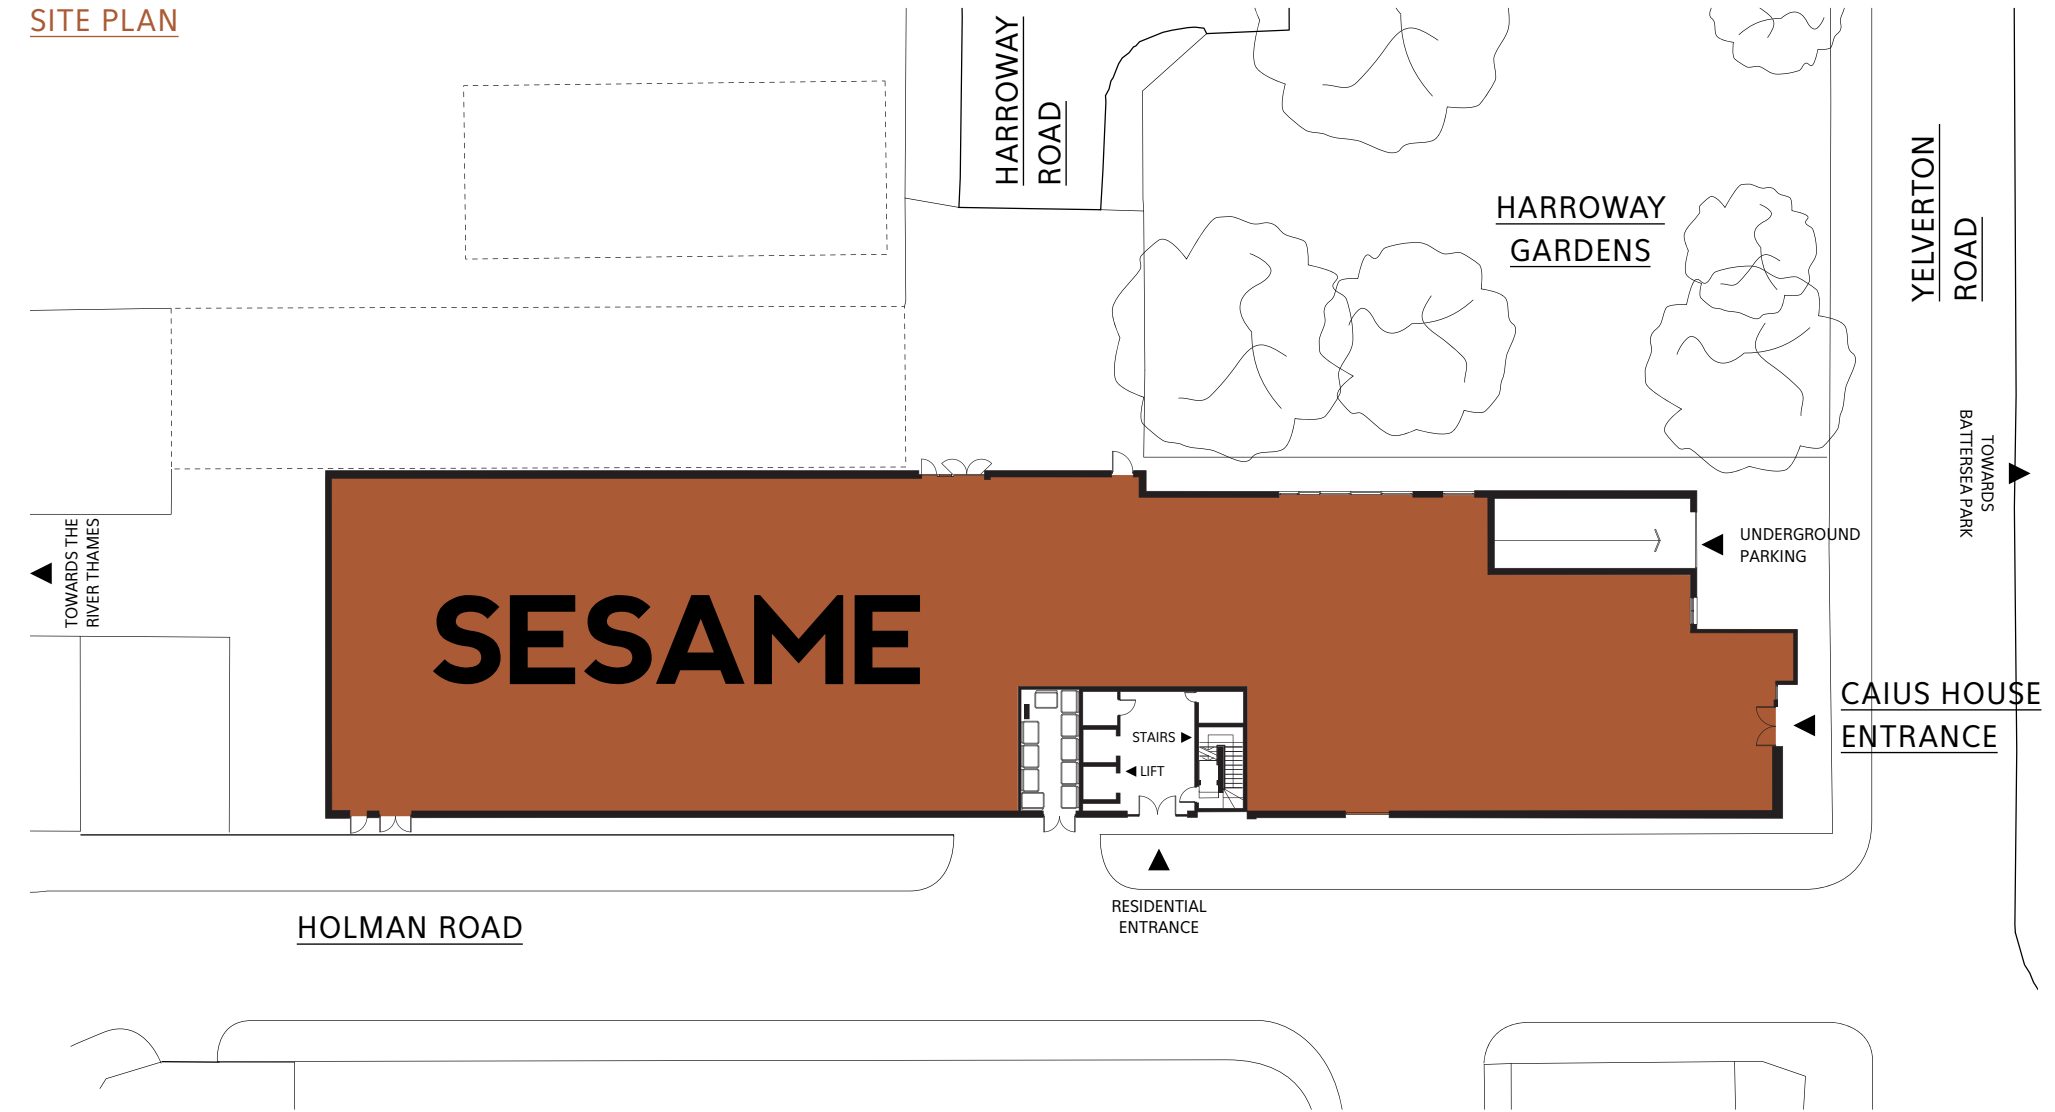 SITE PLAN
HARROWAY
ROAD
HARROWAY
GARDENS
YELVERTON
ROAD
TOWARDS
BATTERSEA PARK
TOWARDS THE
RIVER THAMES
UNDERGROUND
PARKING
SESAME
CAIUS HOUSE
ENTRANCE
STAIRS
LIFT
RESIDENTIAL
ENTRANCE
HOLMAN ROAD